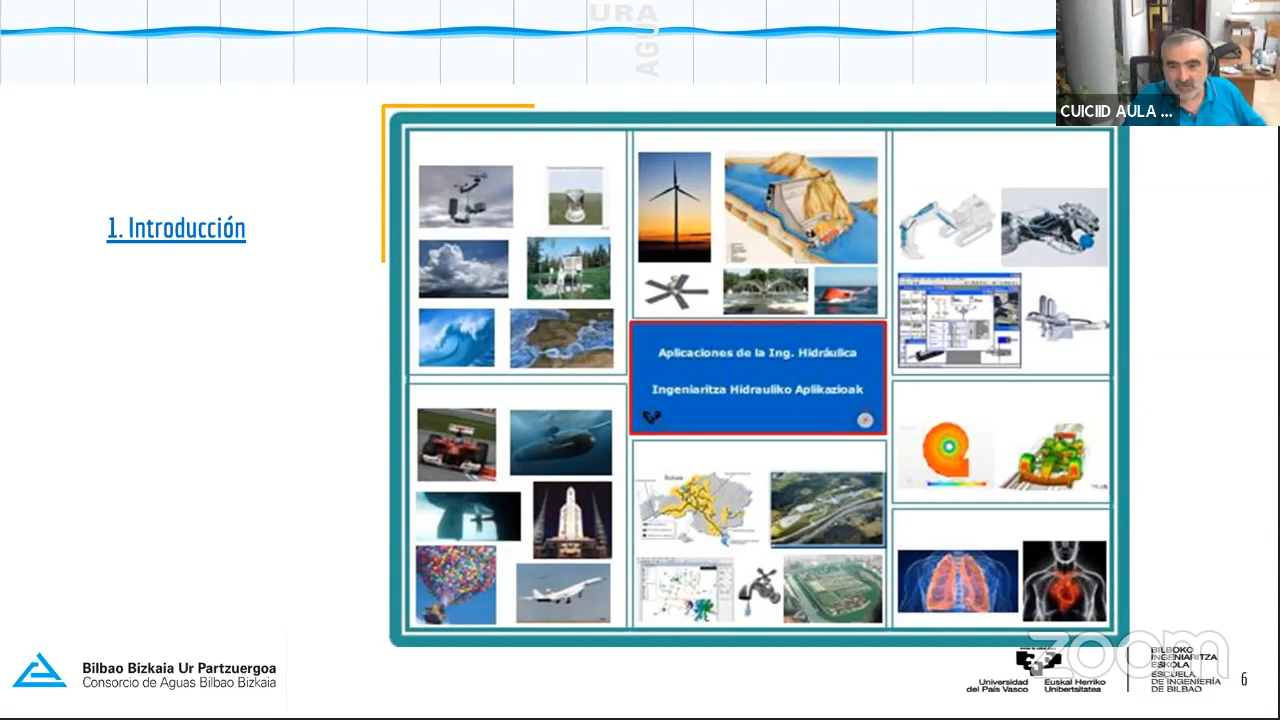 URA
AGU
CUICIID AULA ...
1. Introducción
Aplicaciones de la Ing. Hidráulica
Ingeniaritza Hidrauliko Aplikazioak
Bilbao Bizkaia Ur Partzuergoa
Consorcio de Aguas Bilbao Bizkaia
zoom
Universidad
del País Vasco
Euskal Herriko
Unibertsitatea
BILBOKO
INGENIARITZA
ESKOLA
ESCUELA
DE INGENIERÍA
DE BILBAO
6